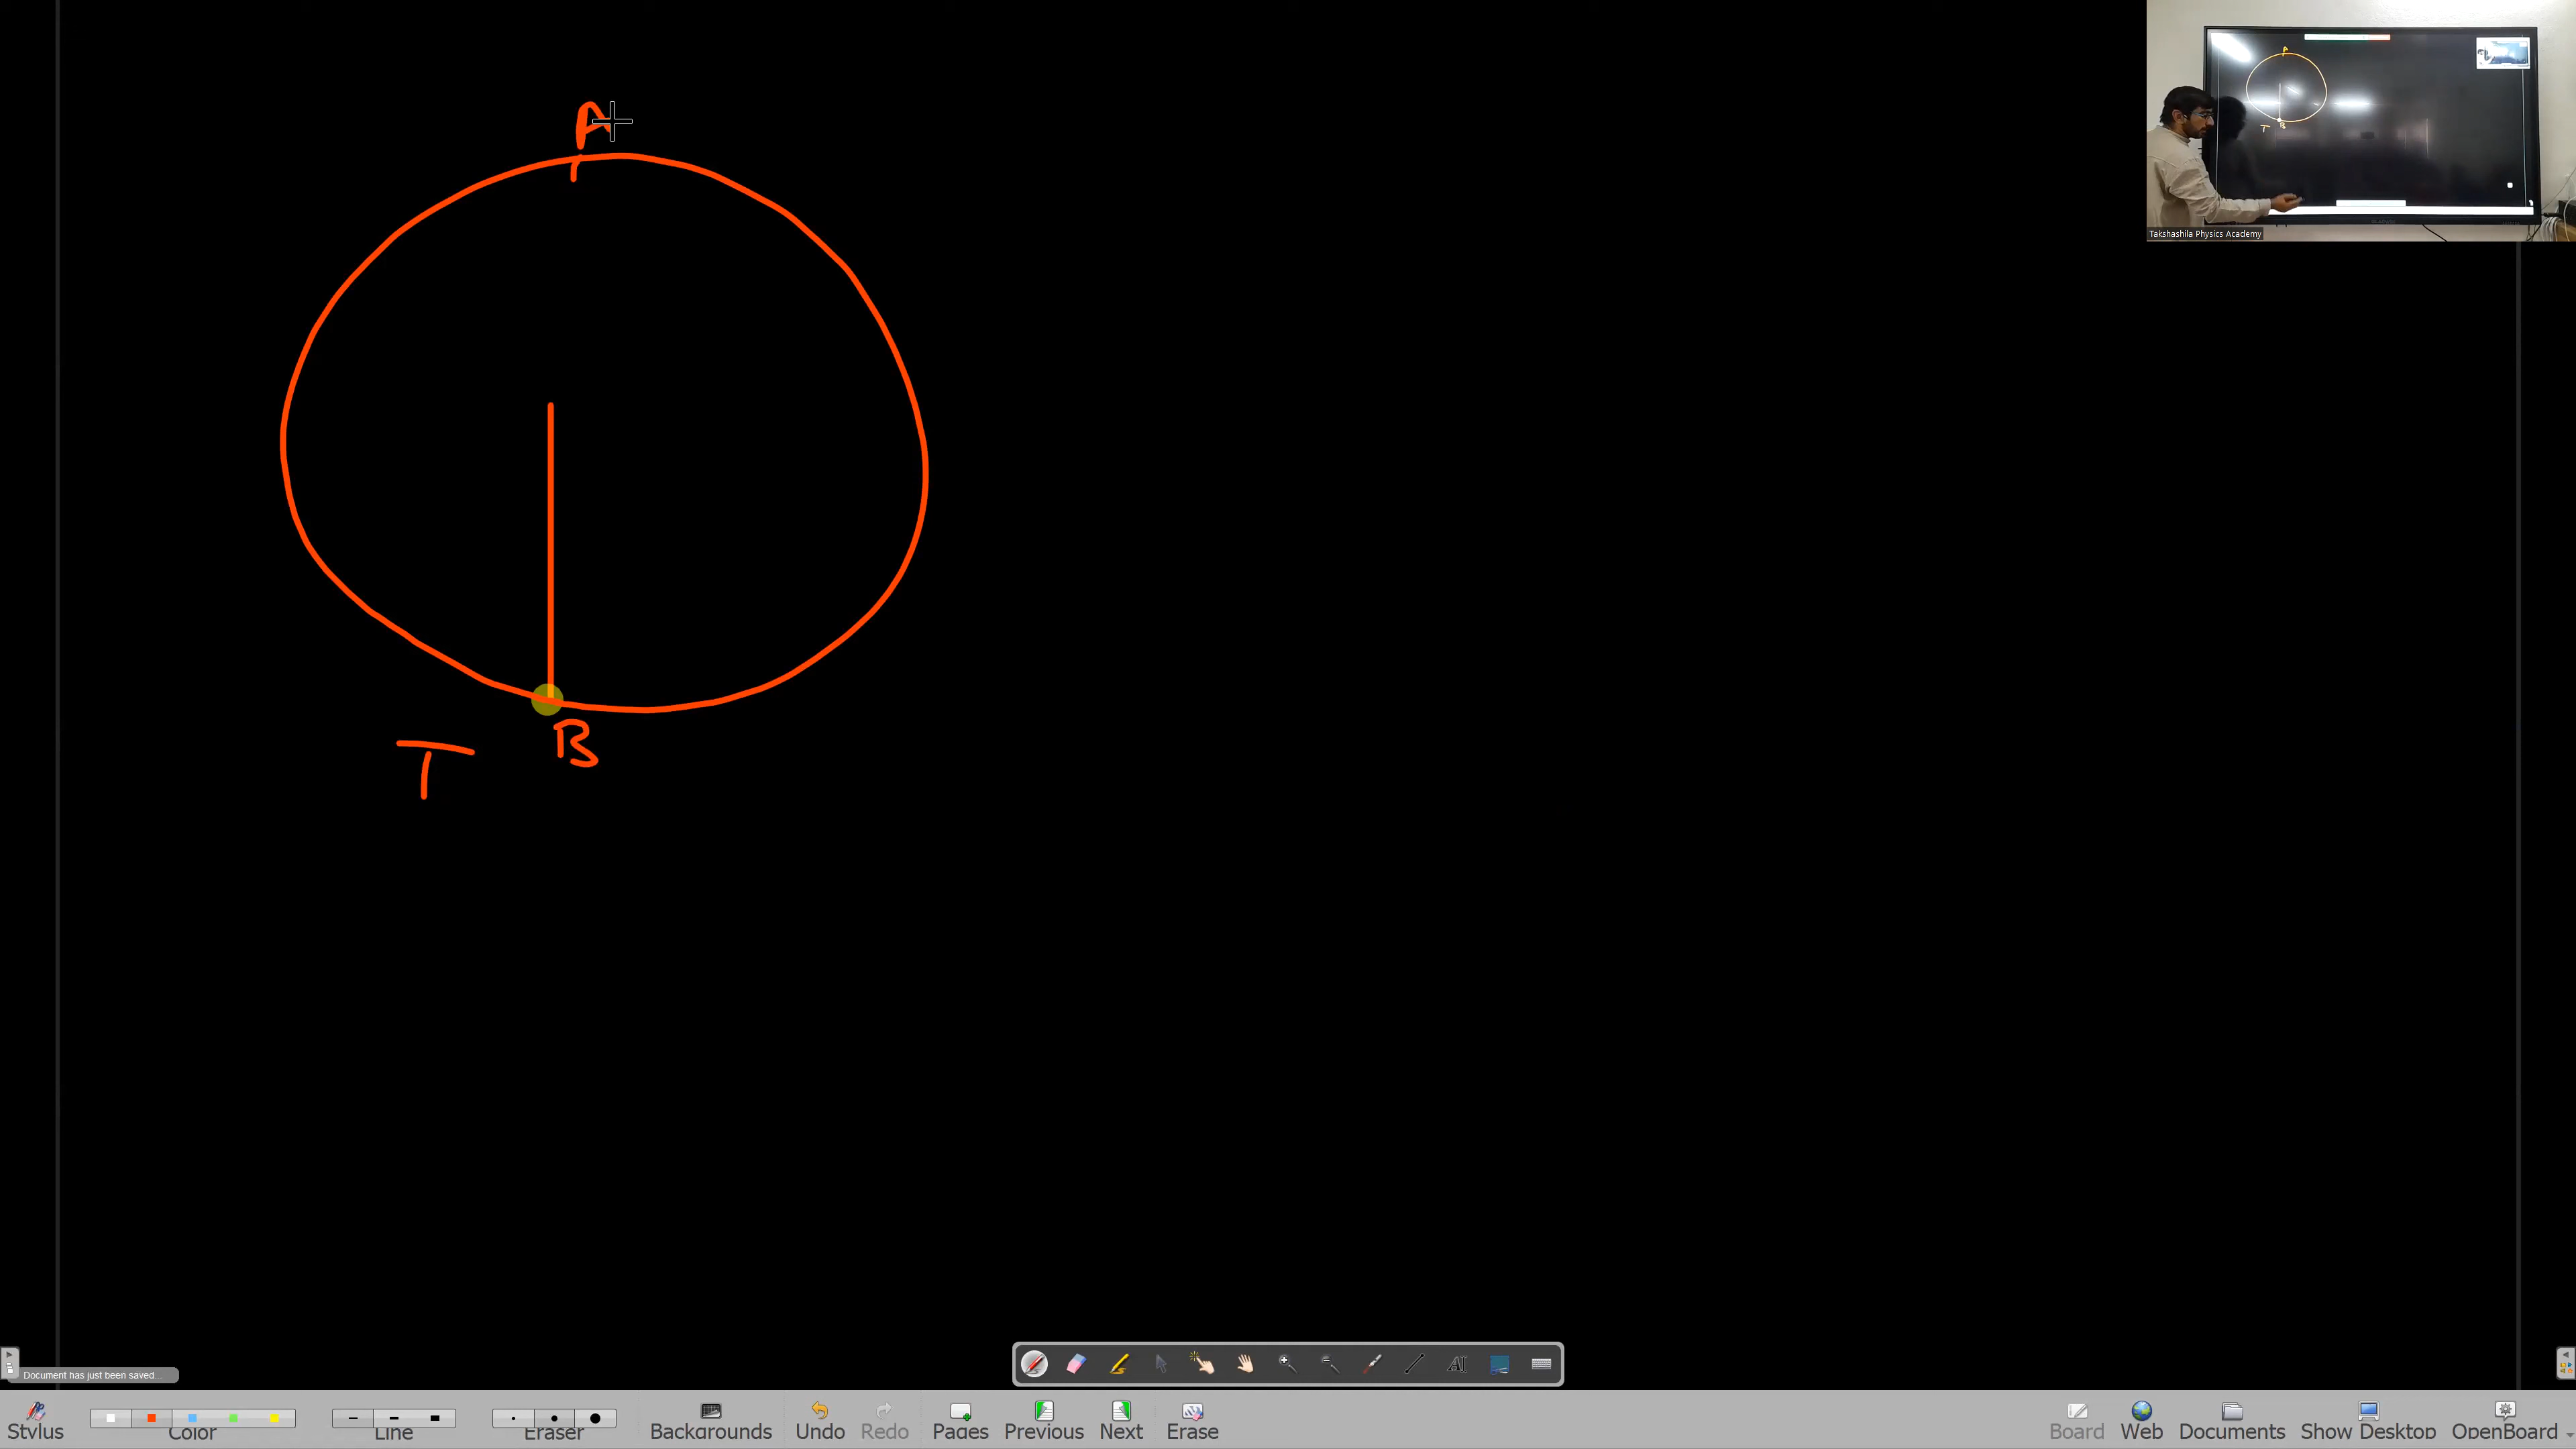 A
Takshashila Physics Academy
B
T
Document has just been saved...
AI
Stylus
Color
Line
Eraser
Backgrounds
Undo
Redo
Pages
Previous
Next
Erase
Board
Web
Documents
Show Desktop
OpenBoard